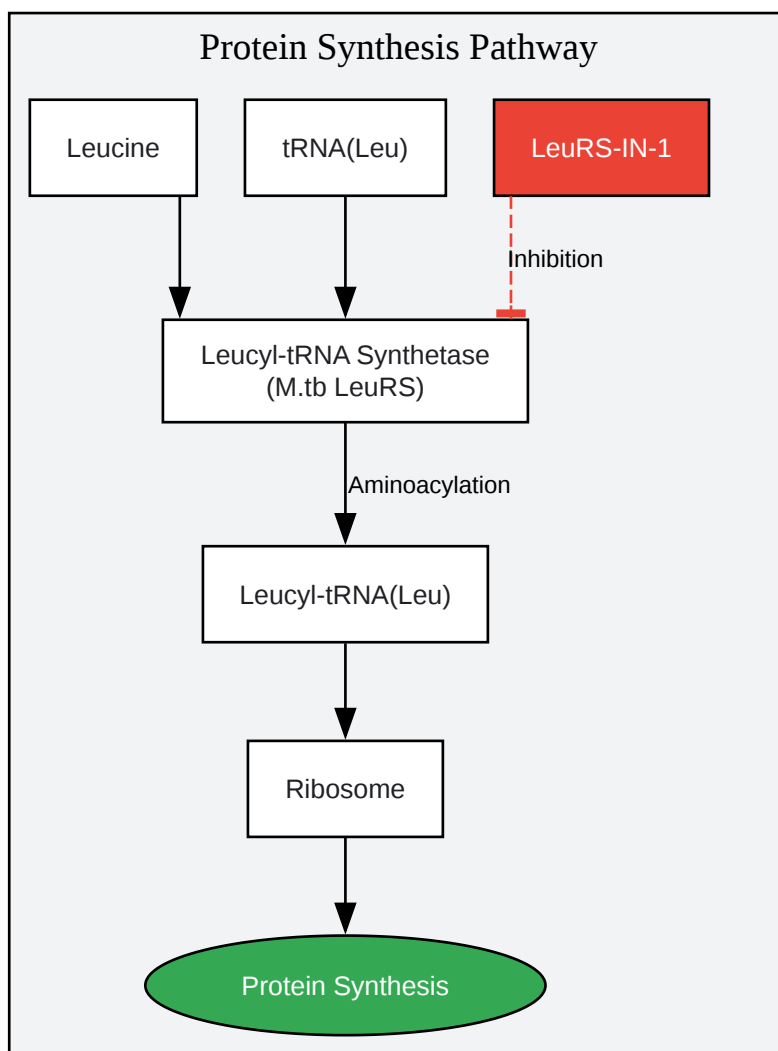 Protein Synthesis Pathway
Leucine
tRNA(Leu)
LeuRS-IN-1
Inhibition
Leucyl-tRNA Synthetase
(M.tb LeuRS)
Aminoacylation
Leucyl-tRNA(Leu)
Ribosome
Protein Synthesis